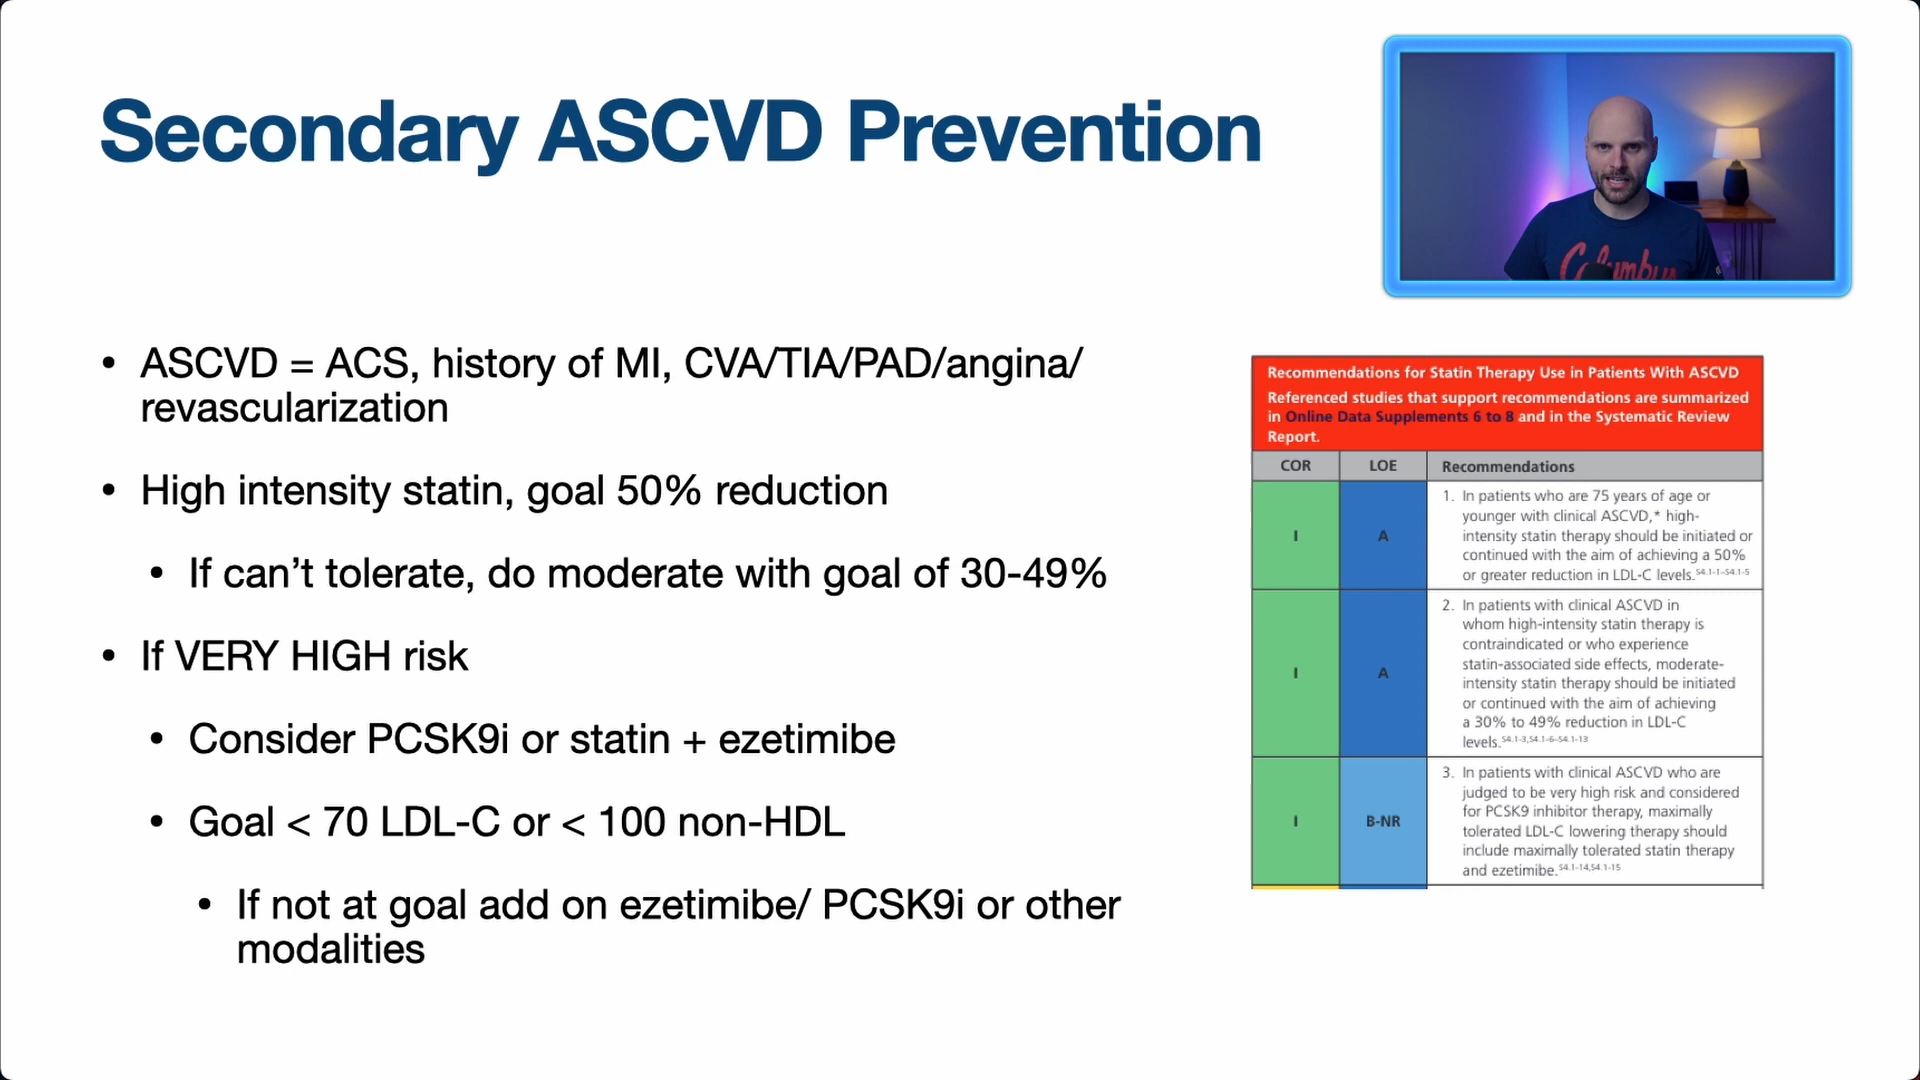 Secondary ASCVD Prevention
Columbus
• ASCVD = ACS, history of MI, CVA/TIA/PAD/angina/
revascularization
• High intensity statin, goal 50% reduction
• If can’t tolerate, do moderate with goal of 30-49%
• If VERY HIGH risk
• Consider PCSK9i or statin + ezetimibe
• Goal < 70 LDL-C or < 100 non-HDL
• If not at goal add on ezetimibe/ PCSK9i or other
modalities
Recommendations for Statin Therapy Use in Patients With ASCVD
Referenced studies that support recommendations are summarized
in Online Data Supplements 6 to 8 and in the Systematic Review
Report.
COR LOE Recommendations
I A
1. In patients who are 75 years of age or
younger with clinical ASCVD,* high-
intensity statin therapy should be initiated or
continued with the aim of achieving a 50%
or greater reduction in LDL-C levels.S4.1-1–S4.1-5
I A
2. In patients with clinical ASCVD in
whom high-intensity statin therapy is
contraindicated or who experience
statin-associated side effects, moderate-
intensity statin therapy should be initiated
or continued with the aim of achieving
a 30% to 49% reduction in LDL-C
levels.S4.1-3,S4.1-6–S4.1-13
I B-NR
3. In patients with clinical ASCVD who are
judged to be very high risk and considered
for PCSK9 inhibitor therapy, maximally
tolerated LDL-C lowering therapy should
include maximally tolerated statin therapy
and ezetimibe.S4.1-14,S4.1-15